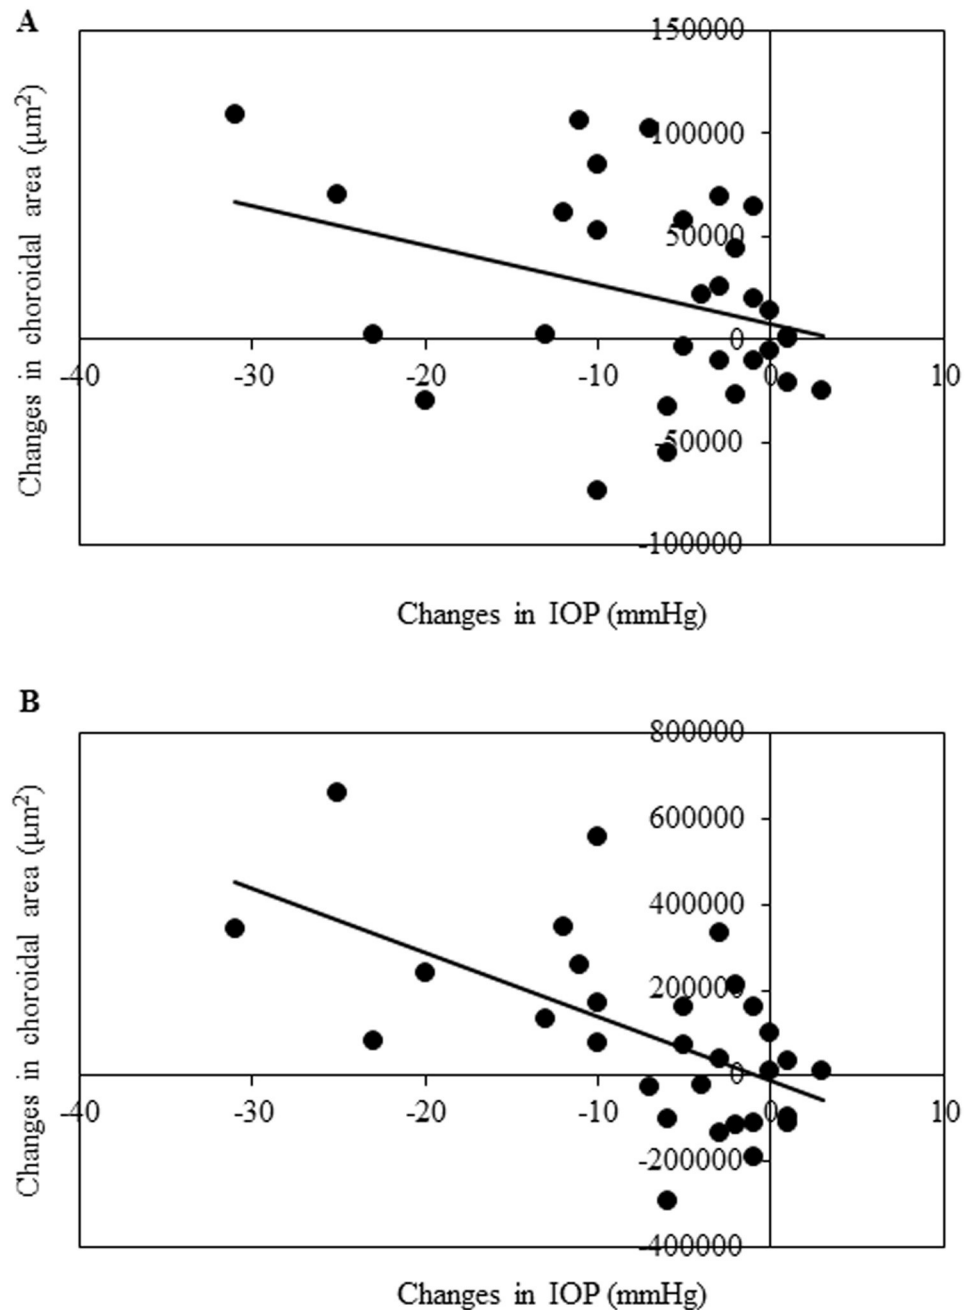 A
150000
100000
50000
0
-50000
-100000
-40 -30 -20 -10 0 10
Changes in choroidal area (μm²)
Changes in IOP (mmHg)
B
800000
600000
400000
200000
0
-200000
-400000
-40 -30 -20 -10 0 10
Changes in choroidal area (μm²)
Changes in IOP (mmHg)